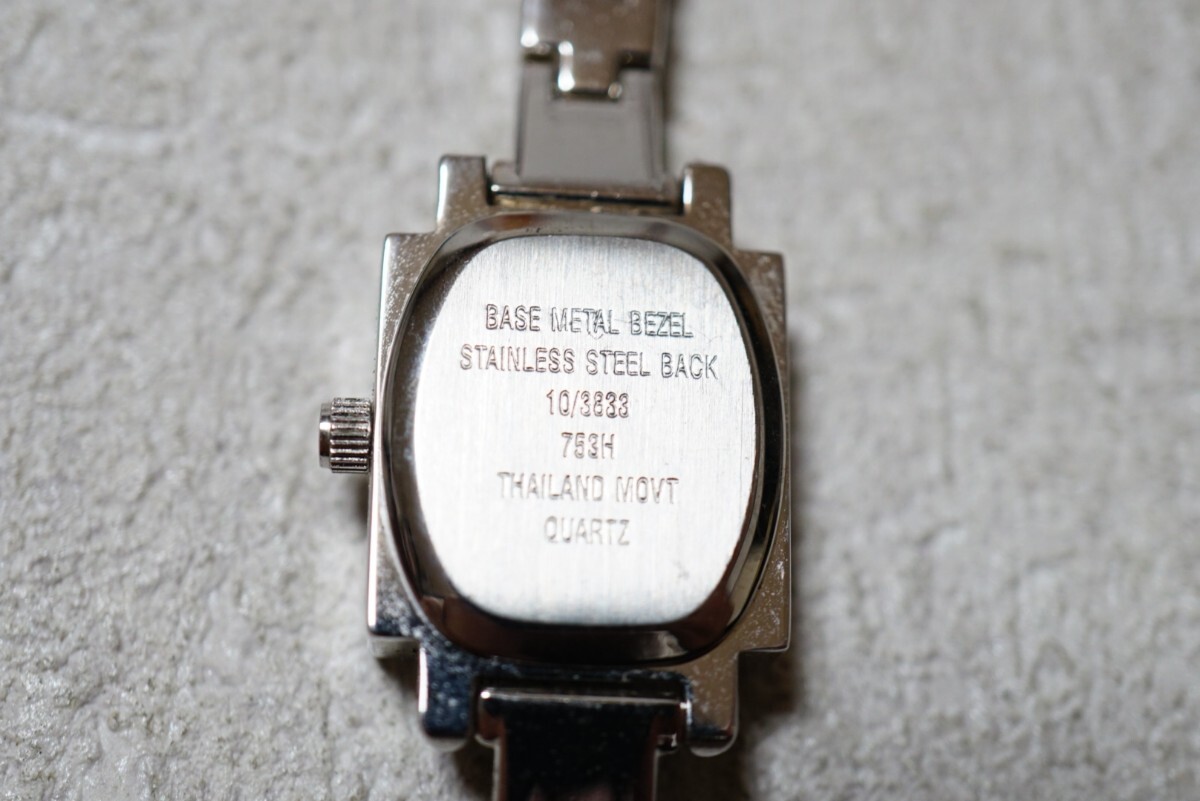 BASE METAL BEZEL
STAINLESS STEEL BACK
10/3833
753H
THAILAND MOVT
QUARTZ